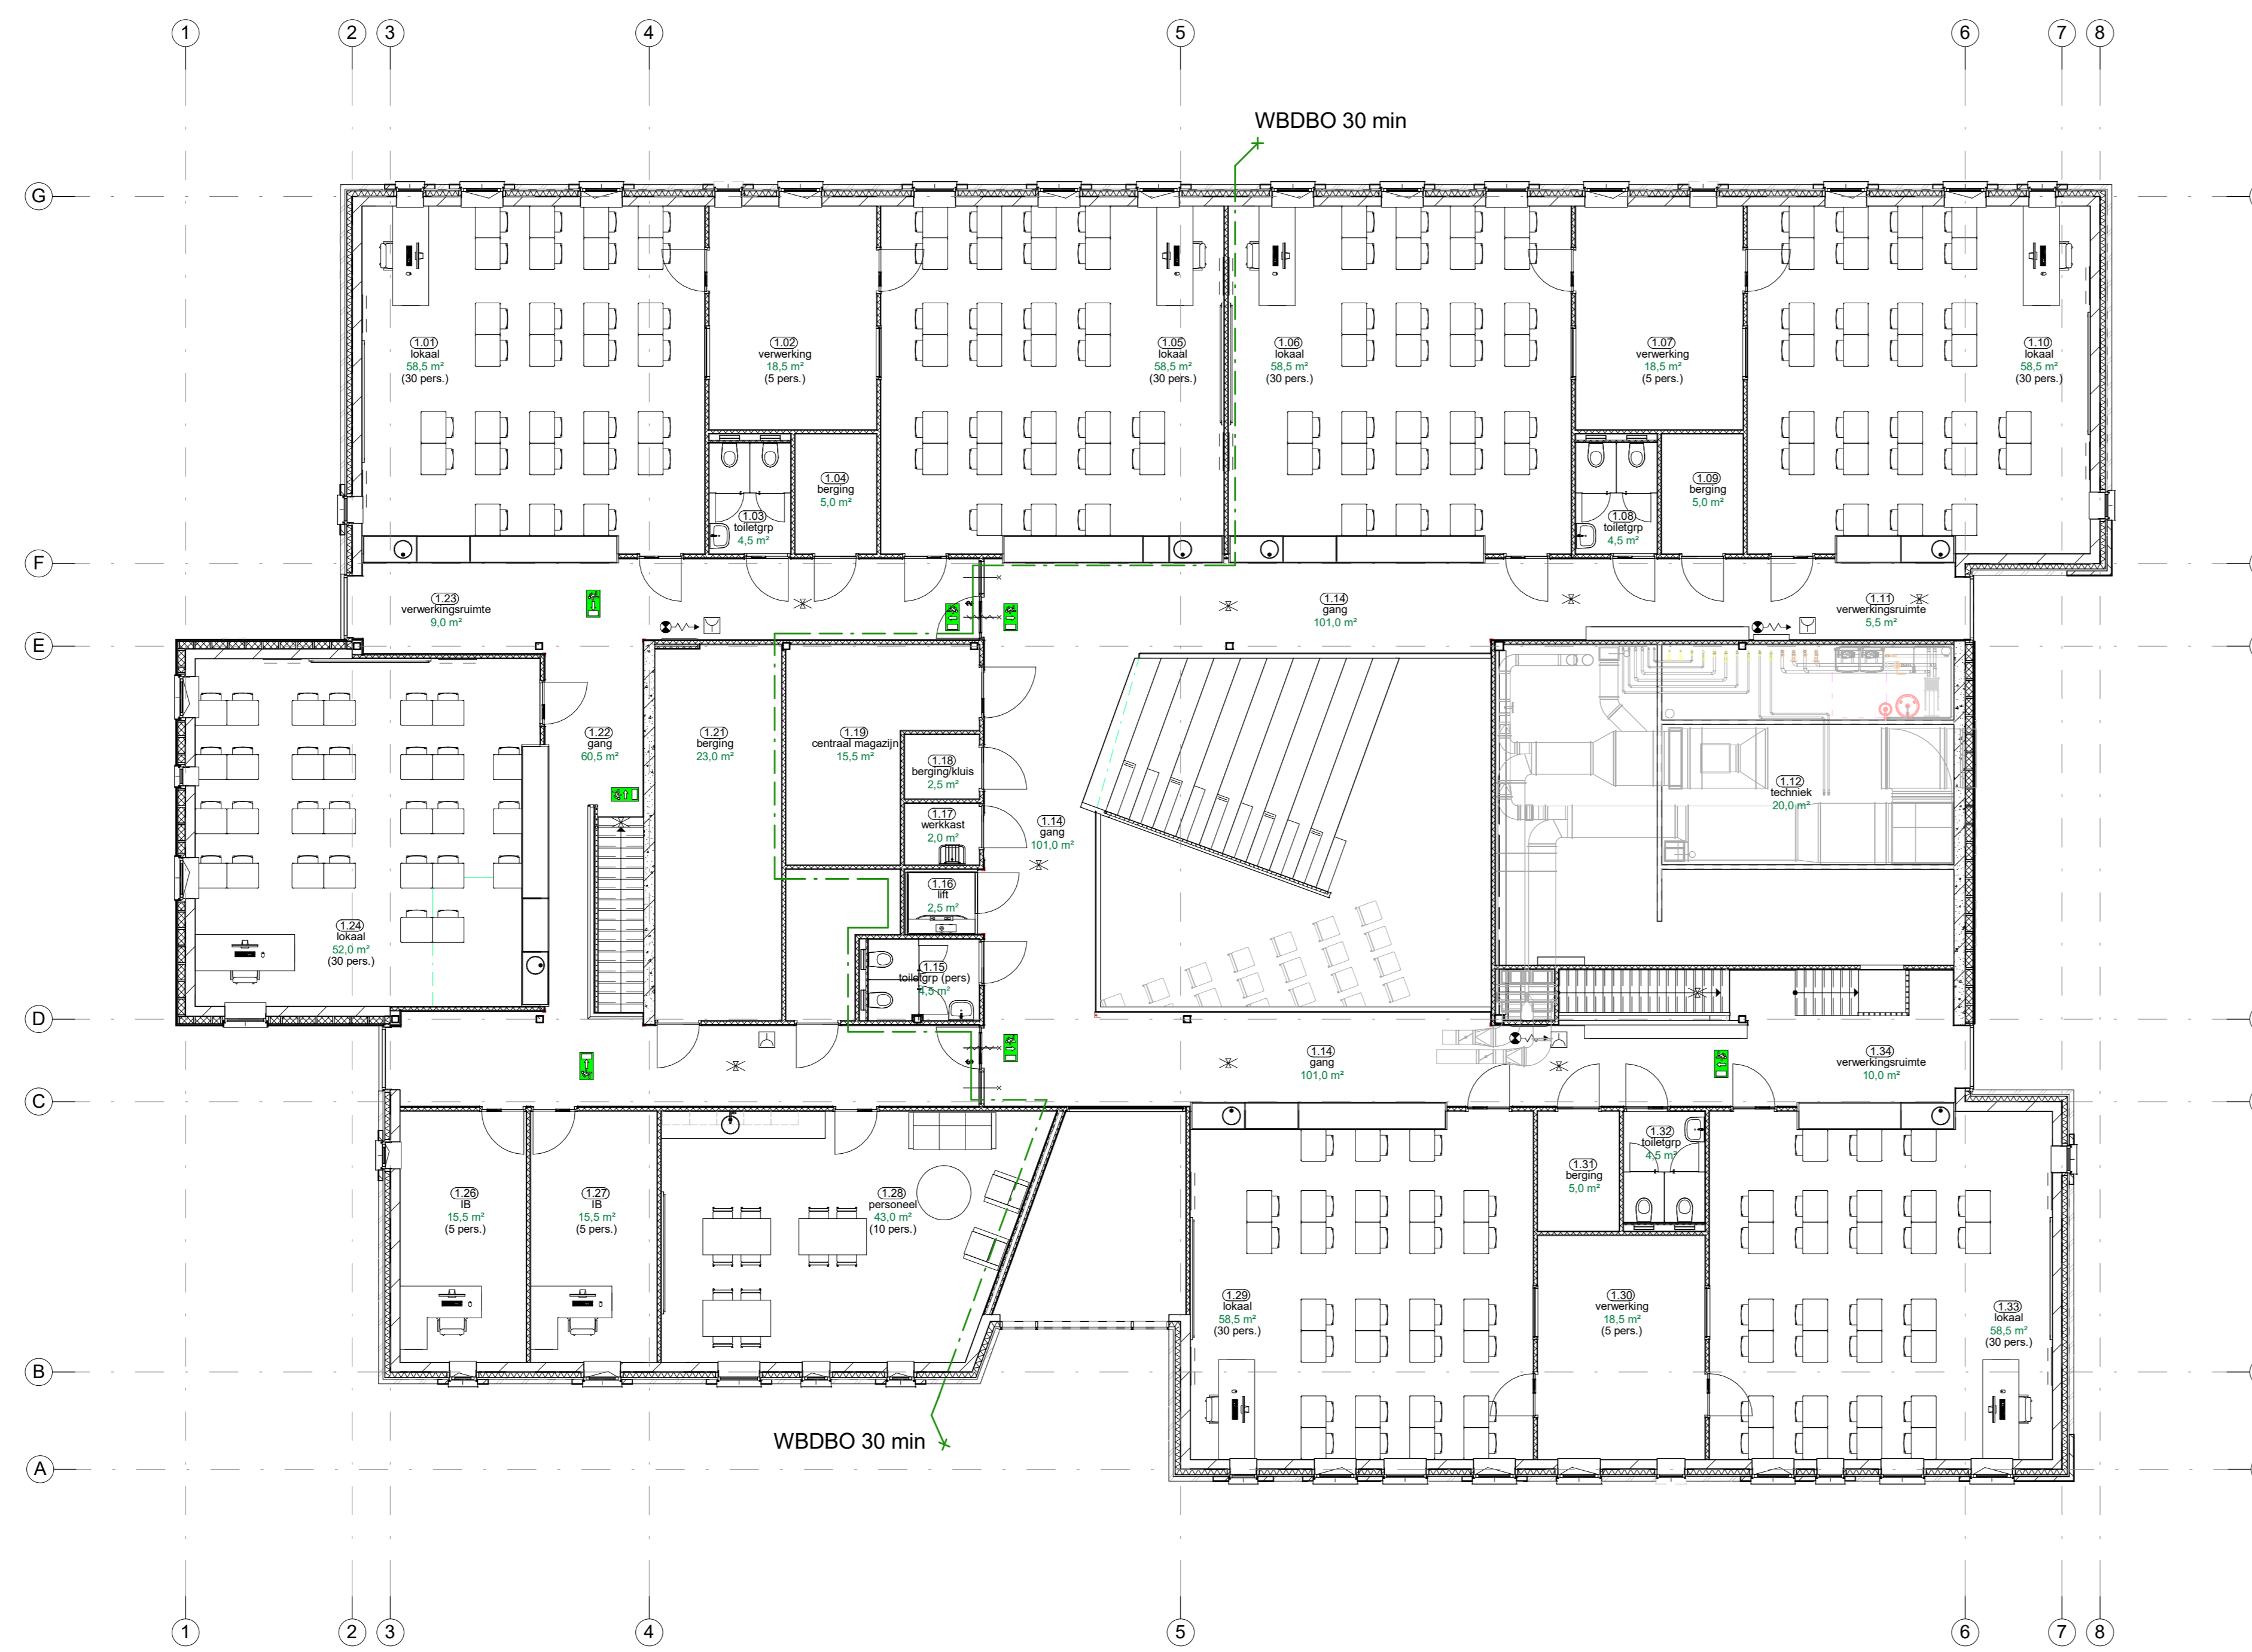 1
2
3
4
5
6
7
8
WBDBO 30 min
G
1.01
lokaal
58,5 m²
(30 pers.)
1.02
verwerking
18,5 m²
(5 pers.)
1.05
lokaal
58,5 m²
(30 pers.)
1.06
lokaal
58,5 m²
(30 pers.)
1.07
verwerking
18,5 m²
(5 pers.)
1.10
lokaal
58,5 m²
(30 pers.)
1.03
toiletgrp
4,5 m²
1.04
berging
5,0 m²
1.08
toiletgrp
4,5 m²
1.09
berging
5,0 m²
F
1.23
verwerkingsruimte
9,0 m²
1.14
gang
101,0 m²
1.11
verwerkingsruimte
5,5 m²
E
1.22
gang
60,5 m²
1.21
berging
23,0 m²
1.19
centraal magazijn
15,5 m²
1.18
berging/kluis
2,5 m²
1.17
werkkast
2,0 m²
1.14
gang
101,0 m²
1.12
techniek
20,0 m²
1.16
lift
2,5 m²
1.24
lokaal
52,0 m²
(30 pers.)
1.15
toiletgrp (pers)
4,5 m²
D
1.14
gang
101,0 m²
1.34
verwerkingsruimte
10,0 m²
C
1.26
IB
15,5 m²
(5 pers.)
1.27
IB
15,5 m²
(5 pers.)
1.28
personeel
43,0 m²
(10 pers.)
1.31
berging
5,0 m²
1.32
toiletgrp
4,5 m²
1.29
lokaal
58,5 m²
(30 pers.)
1.30
verwerking
18,5 m²
(5 pers.)
1.33
lokaal
58,5 m²
(30 pers.)
B
WBDBO 30 min
A
1
2
3
4
5
6
7
8